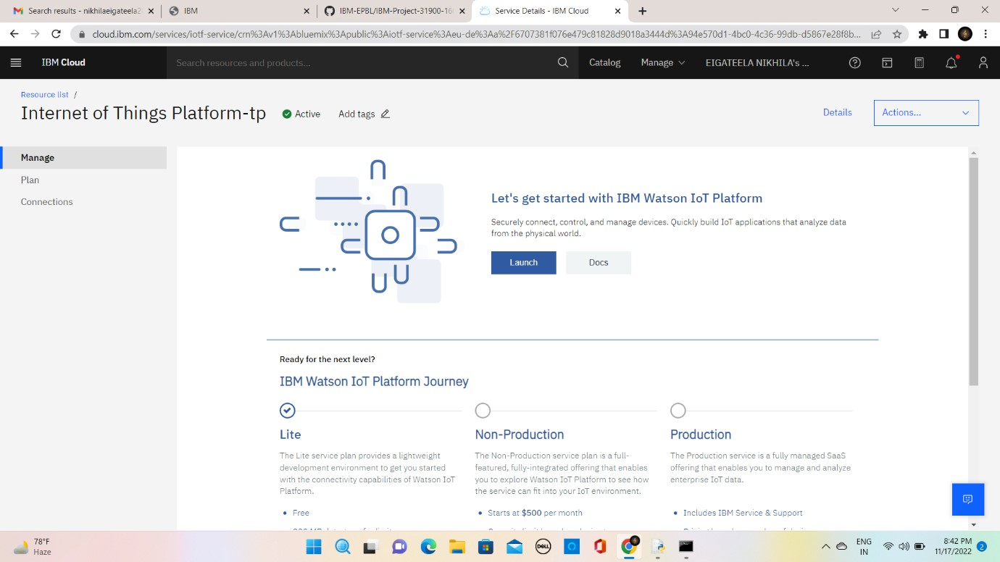 Search results - nikhilaeigateela2
IBM
IBM-EPBL/IBM-Project-31900-16
Service Details - IBM Cloud
cloud.ibm.com/services/iotf-service/crn%3Av1%3Abluemix%3Apublic%3Aiotf-service%3Aeu-de%3Aa%2F6707381f076e479c81828d9018a3444d%3A94e570d1-4bc0-4c36-99db-d5867e28f8b...
IBM Cloud
Search resources and products...
Catalog
Manage
EIGATEELA NIKHILA's ...
Resource list /
Internet of Things Platform-tp
Active
Add tags
Details
Actions...
Manage
Plan
Connections
Let's get started with IBM Watson IoT Platform
Securely connect, control, and manage devices. Quickly build IoT applications that analyze data
from the physical world.
Launch
Docs
Ready for the next level?
IBM Watson IoT Platform Journey
Lite
The Lite service plan provides a lightweight
development environment to get you started
with the connectivity capabilities of Watson IoT
Platform.
• Free
Non-Production
The Non-Production service plan is a full-
featured, fully-integrated offering that enables
you to explore Watson IoT Platform to see how
the service can fit into your IoT environment.
• Starts at $500 per month
Production
The Production service is a fully managed SaaS
offering that enables you to manage and analyze
enterprise IoT data.
• Includes IBM Service & Support
78°F
Haze
DELL
ENG
IN
8:42 PM
11/17/2022
2